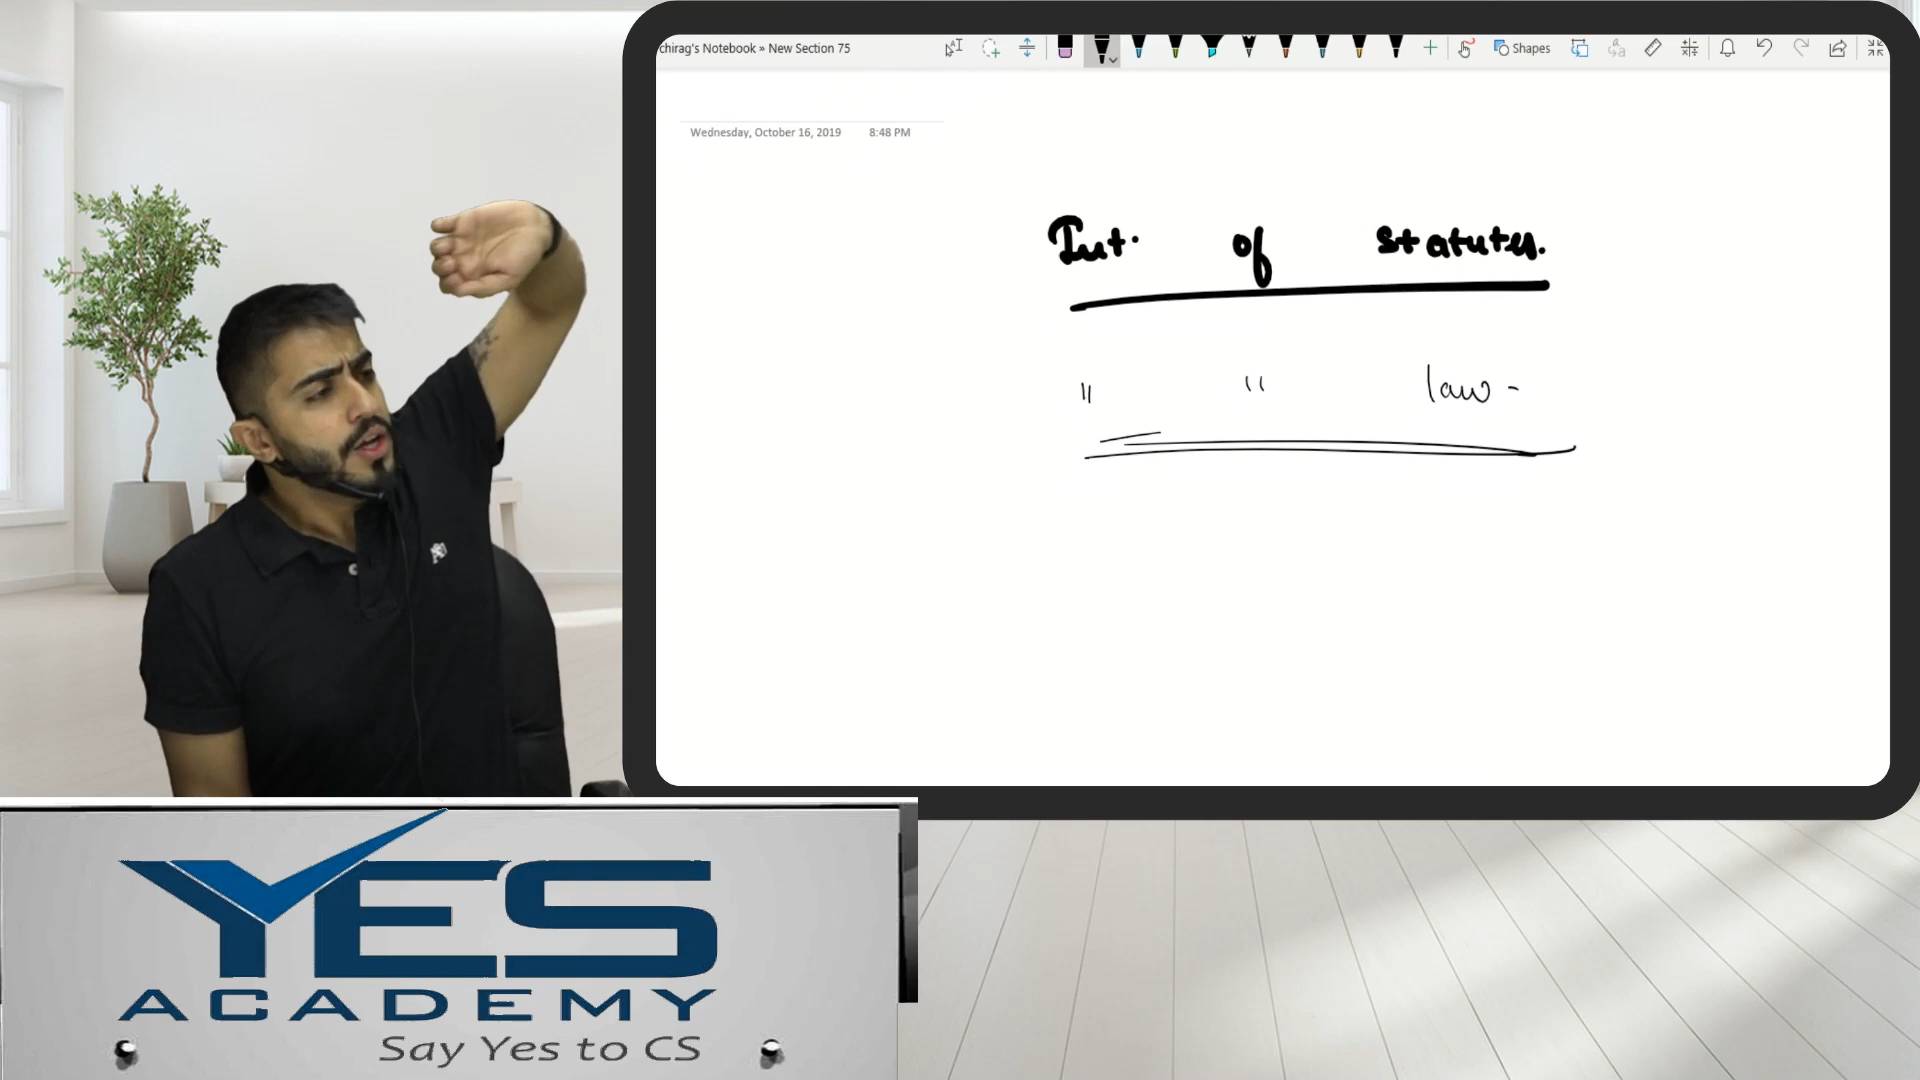 chirag's Notebook » New Section 75
Shapes
Wednesday, October 16, 2019 8:48 PM
Int. of statutes.
" " law -
YES
ACADEMY
Say Yes to CS